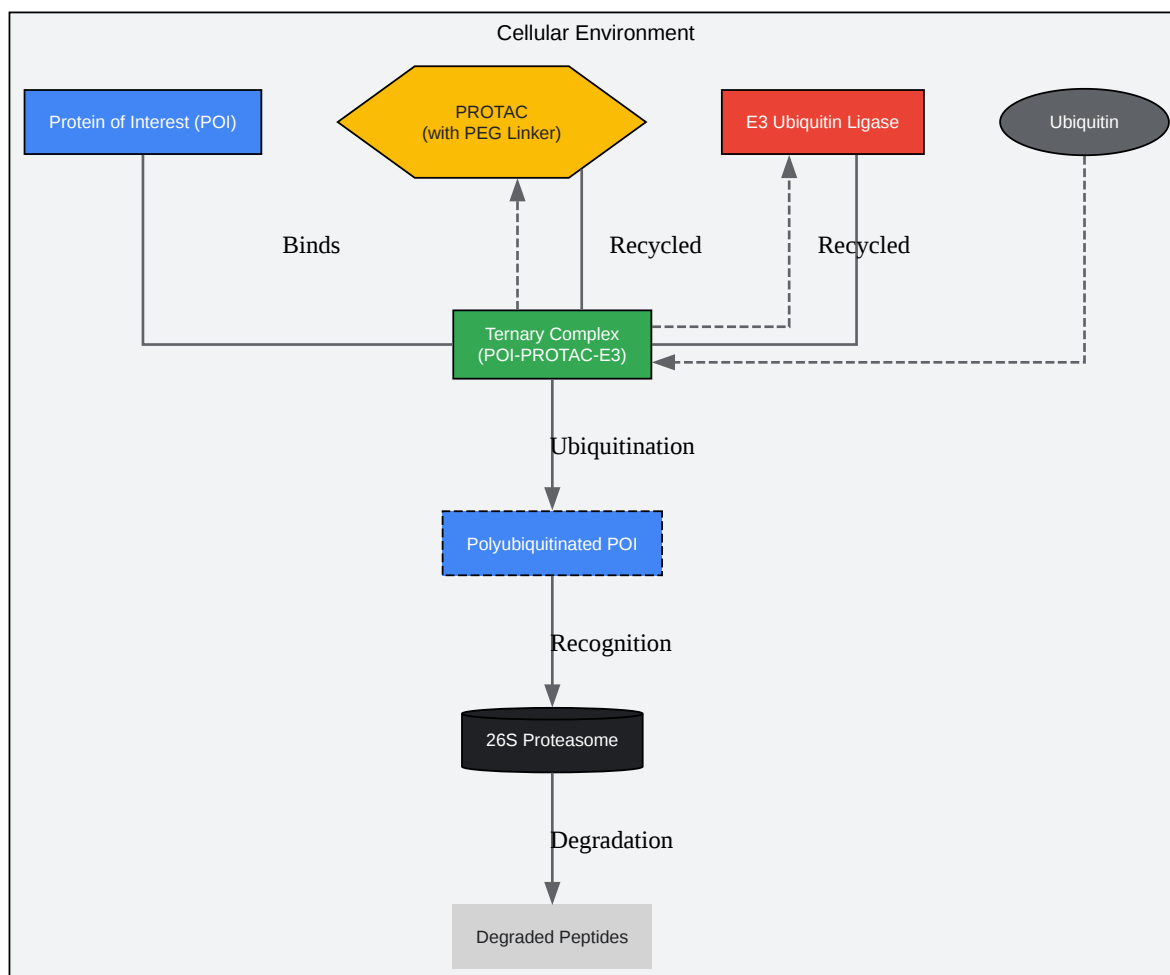 Cellular Environment
Protein of Interest (POI)
PROTAC
(with PEG Linker)
E3 Ubiquitin Ligase
Ubiquitin
Binds
Recycled
Recycled
Ternary Complex
(POI-PROTAC-E3)
Ubiquitination
Polyubiquitinated POI
Recognition
26S Proteasome
Degradation
Degraded Peptides